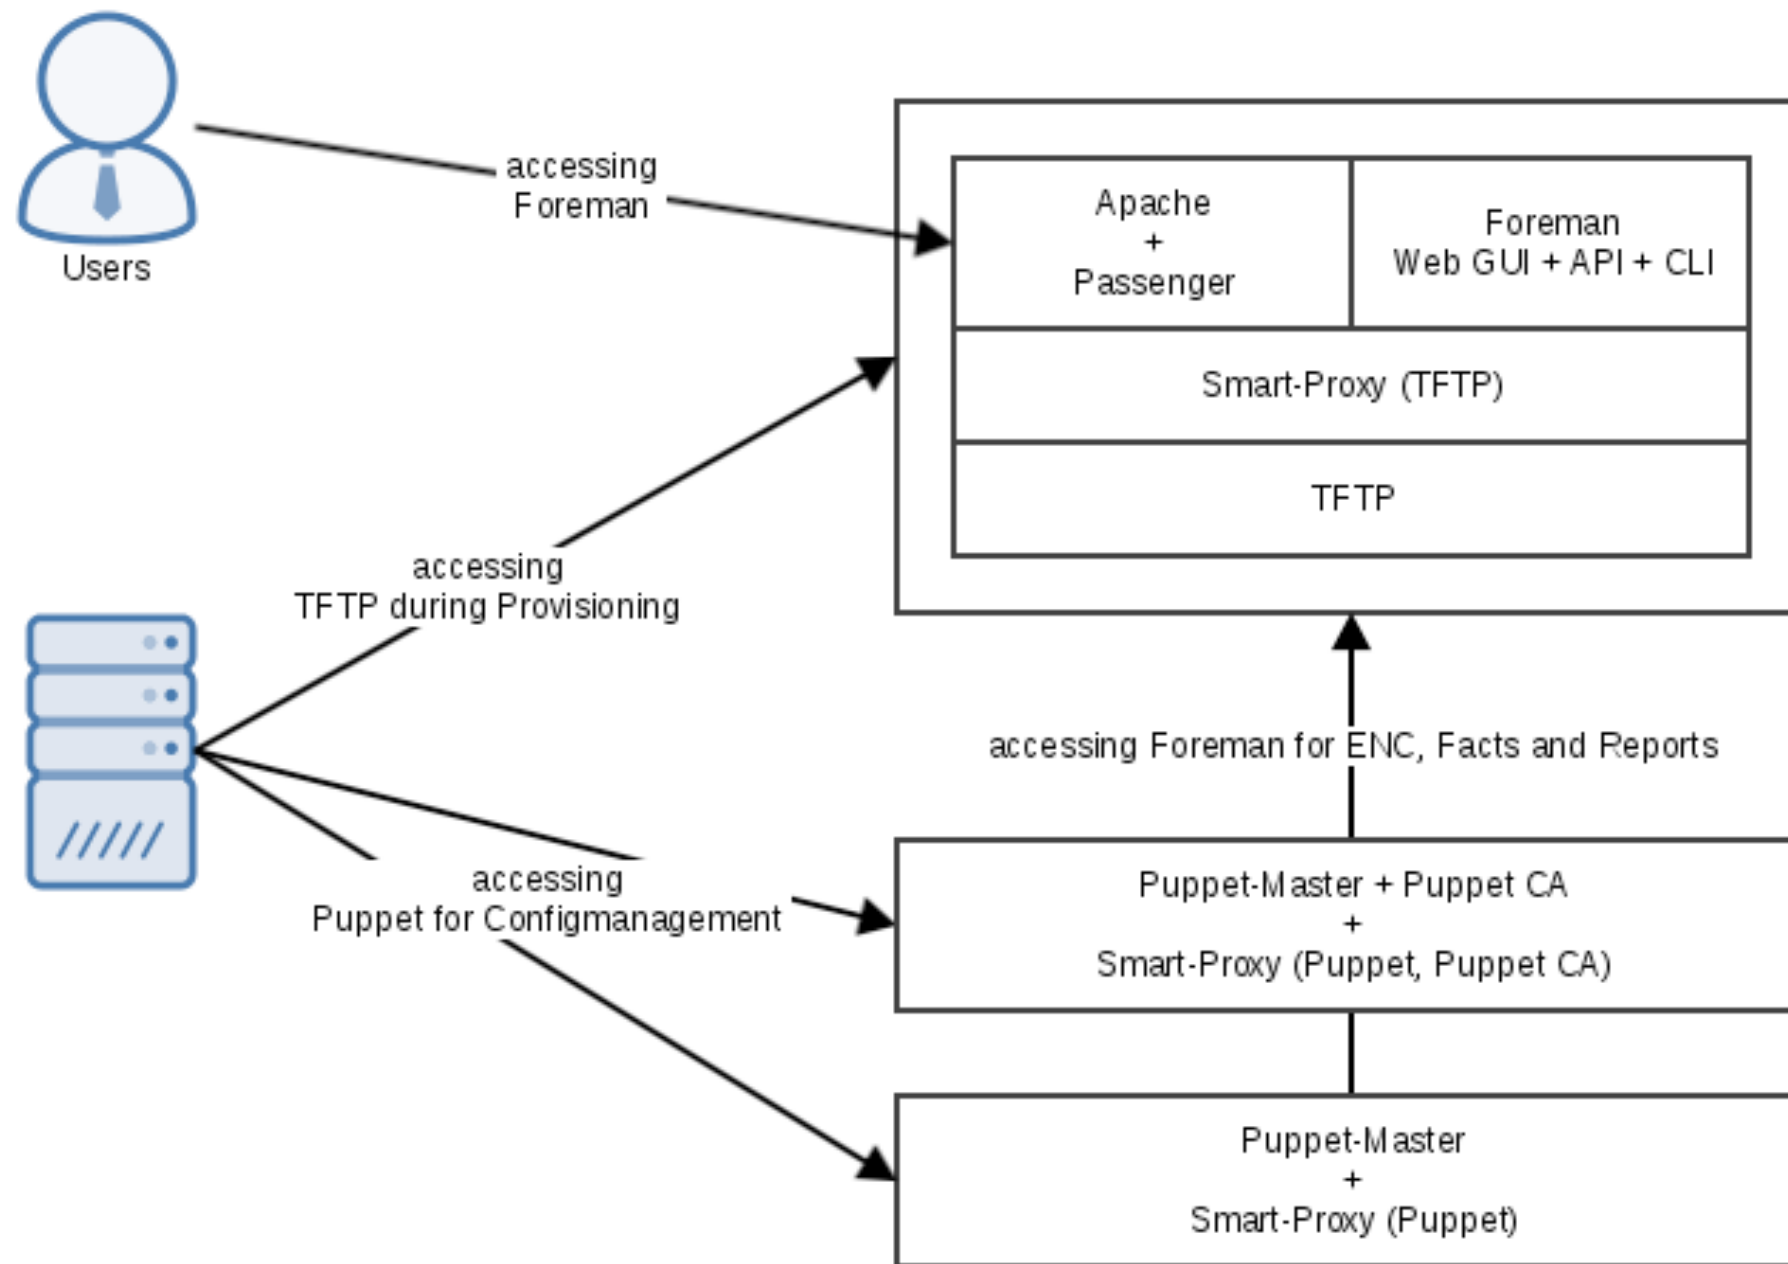 accessing
Foreman
Users
Apache
+
Passenger
Foreman
Web GUI + API + CLI
Smart-Proxy (TFTP)
TFTP
accessing
TFTP during Provisioning
accessing Foreman for ENC, Facts and Reports
accessing
Puppet for Configmanagement
Puppet-Master + Puppet CA
+
Smart-Proxy (Puppet, Puppet CA)
Puppet-Master
+
Smart-Proxy (Puppet)